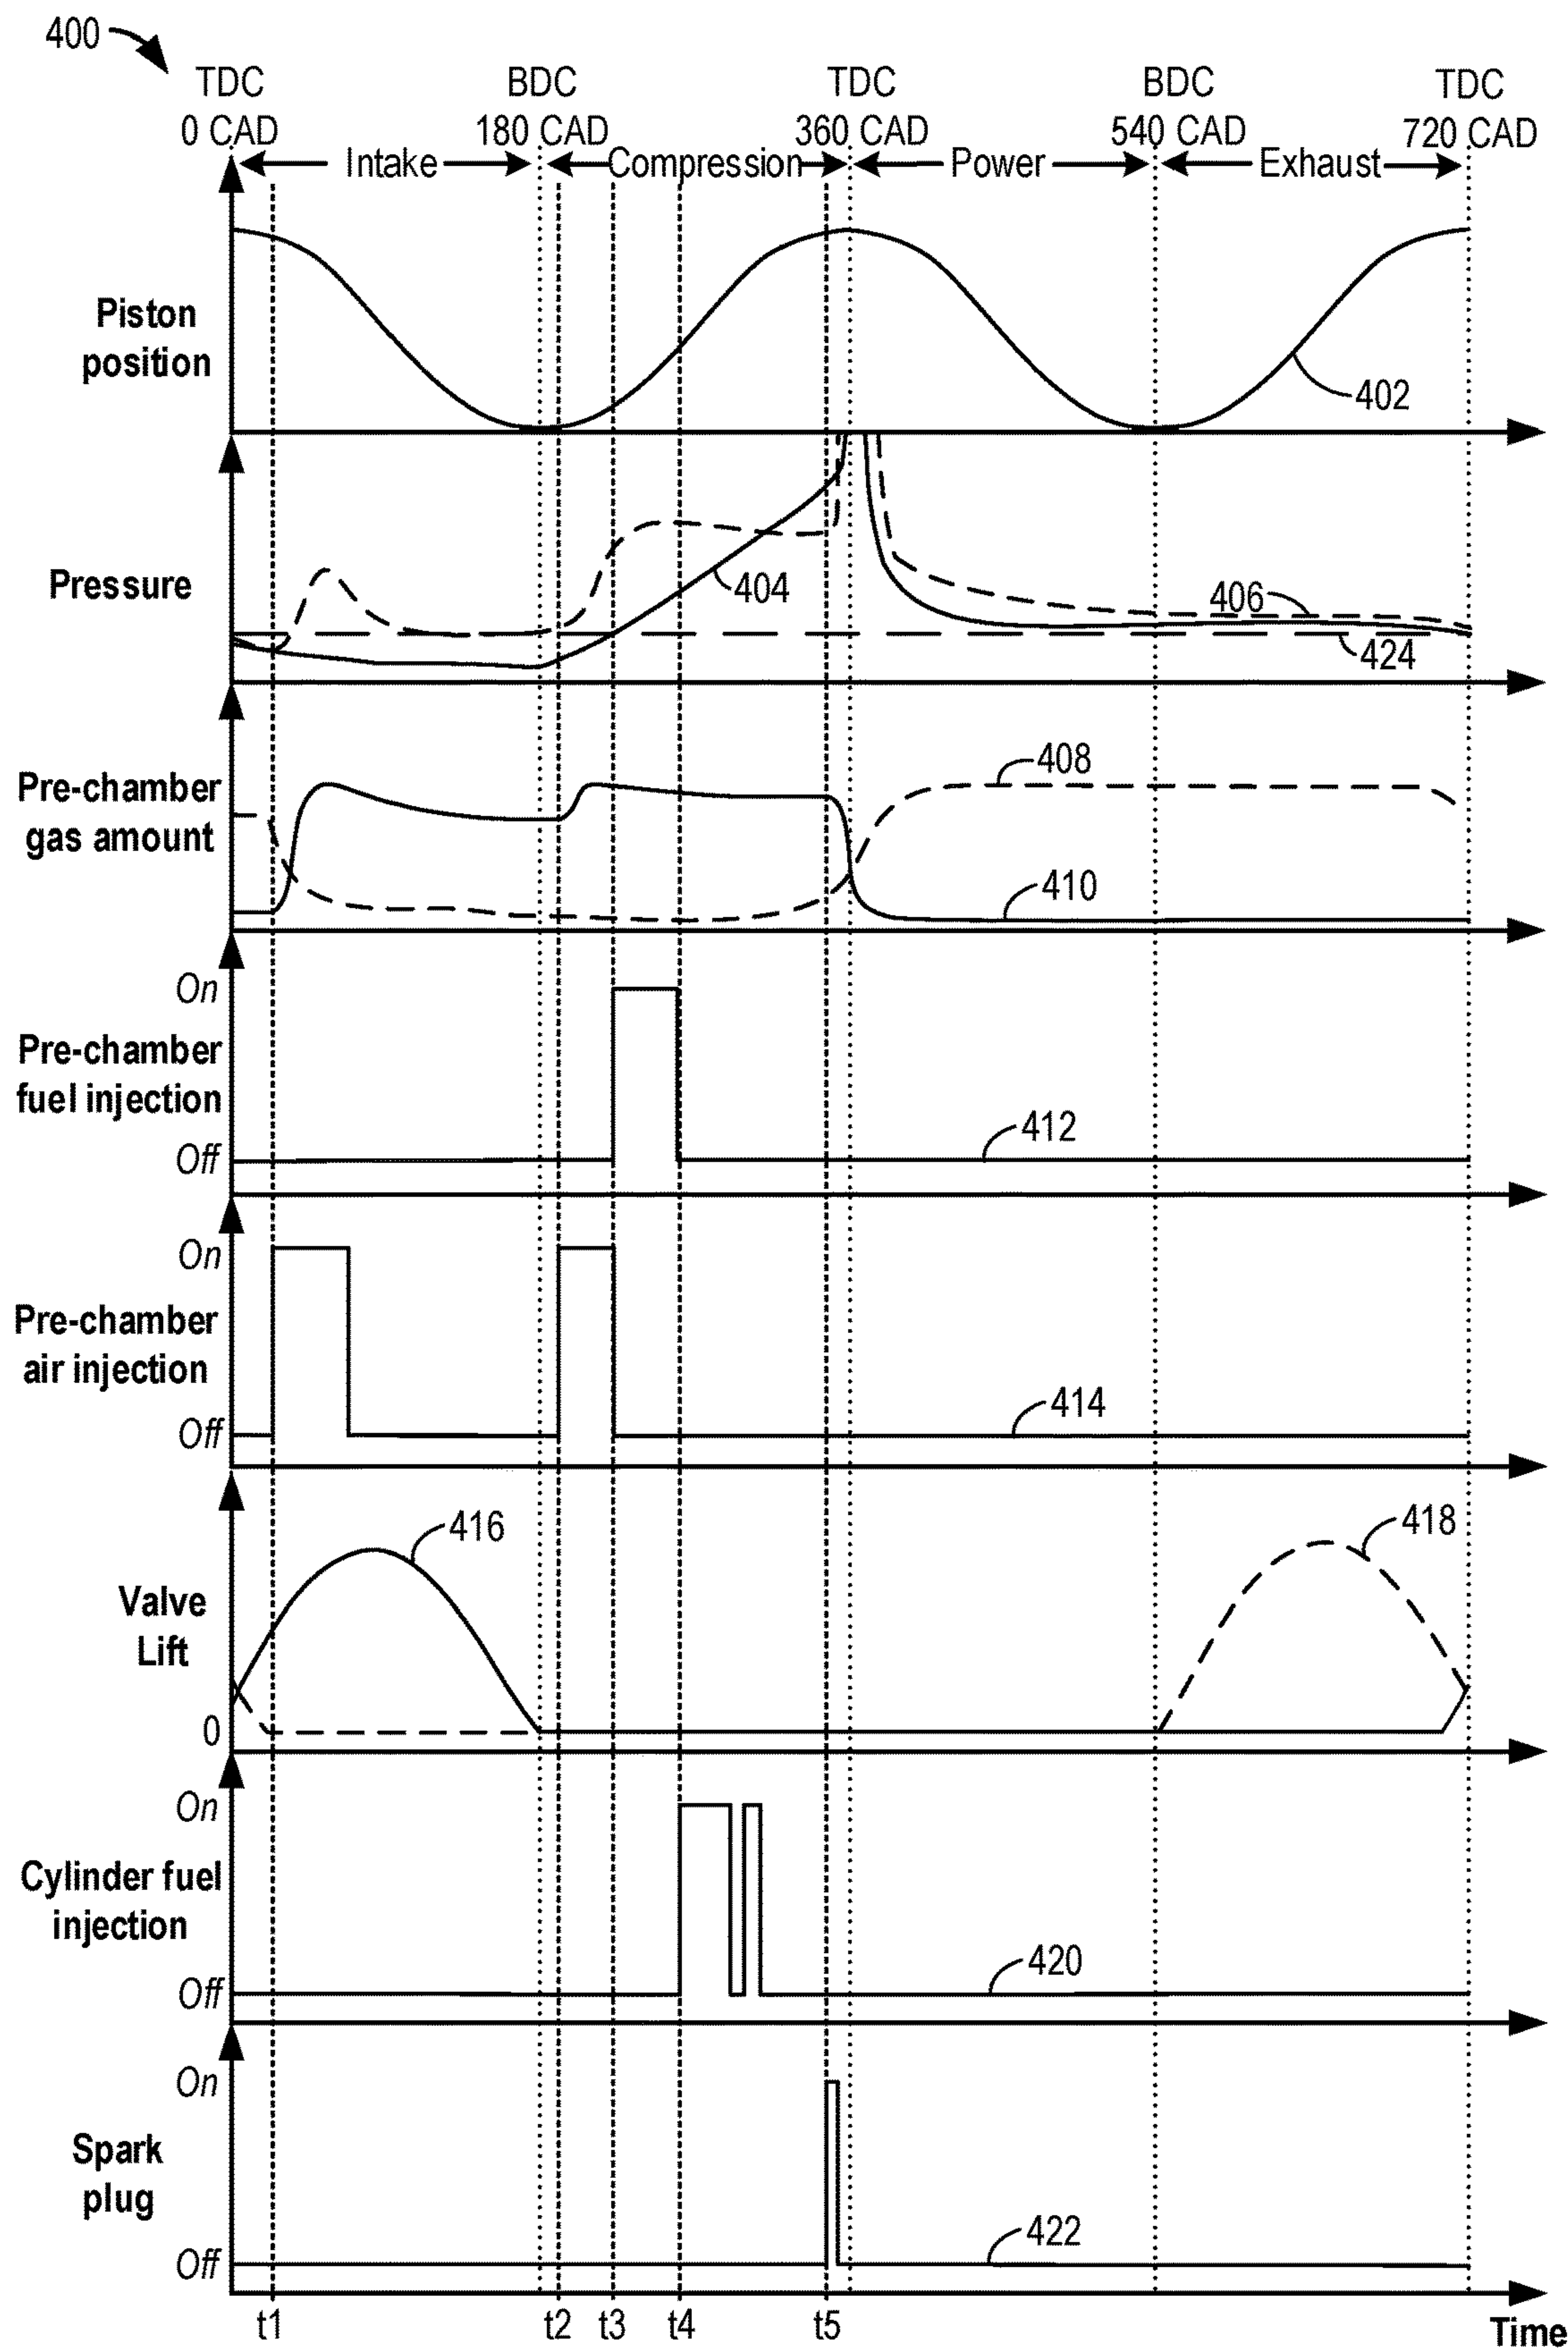 400
TDC BDC TDC BDC TDC
0 CAD 180 CAD 360 CAD 540 CAD 720 CAD
Intake Compression Power Exhaust
Piston
position
402
Pressure
404
406
424
Pre-chamber
gas amount
408
410
On
Pre-chamber
fuel injection
412
Off
On
Pre-chamber
air injection
414
Off
416
418
Valve
Lift
0
On
Cylinder fuel
injection
420
Off
On
Spark
plug
422
Off
t1 t2 t3 t4 t5 Time